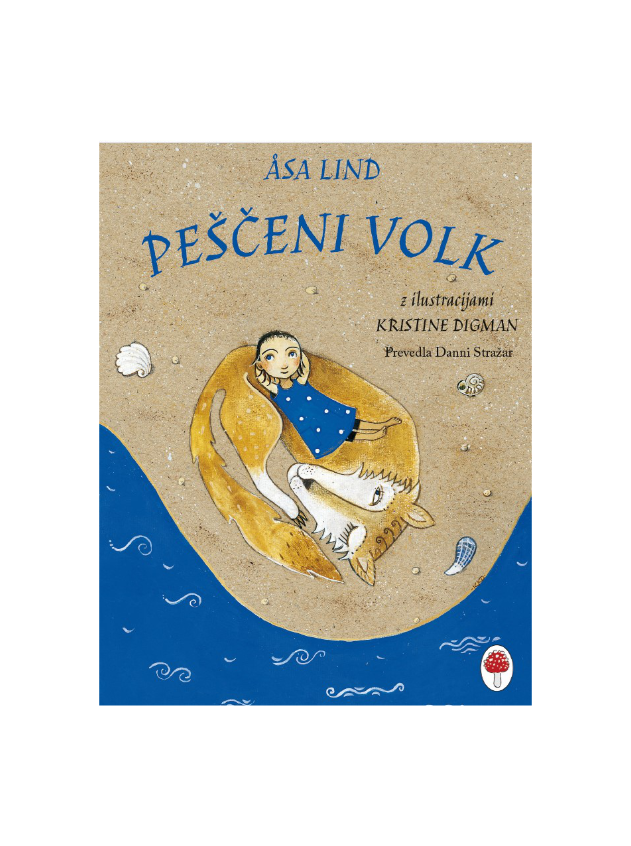 ÅSA LIND
PEŠČENI VOLK
z ilustracijami
KRISTINE DIGMAN
Prevedla Danni Stražar